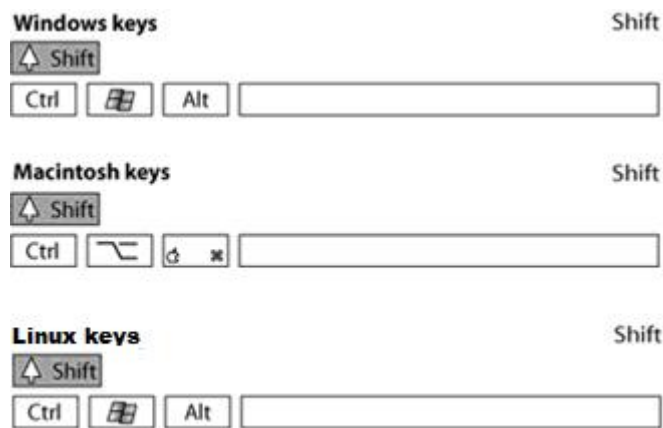 Windows keys Shift
Shift
Ctrl Alt
Macintosh keys Shift
Shift
Ctrl ⌥ ⌘
Linux keys Shift
Shift
Ctrl Alt